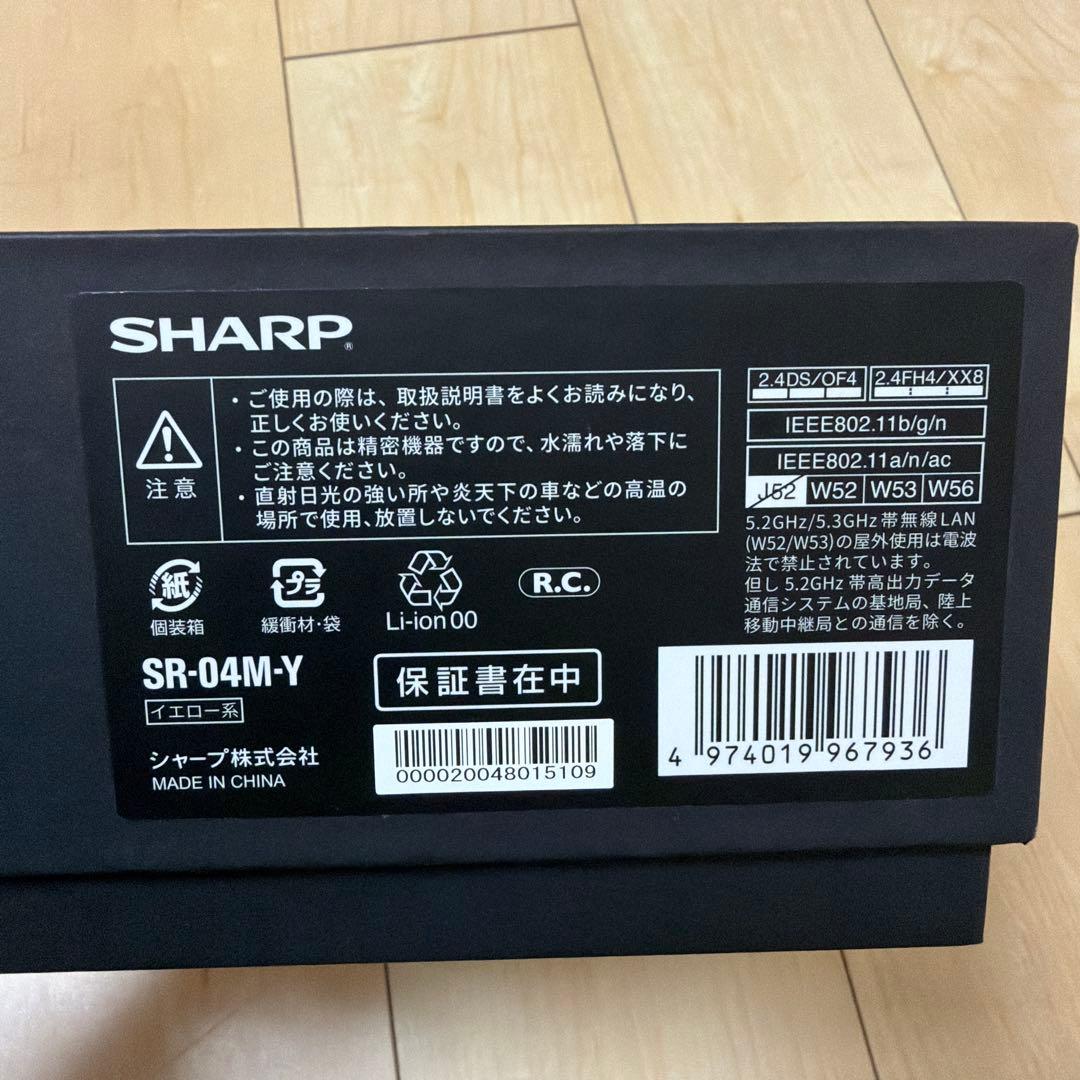 SHARP®
注意
・ご使用の際は、取扱説明書をよくお読みになり、
正しくお使いください。
・この商品は精密機器ですので、水濡れや落下に
ご注意ください。
・直射日光の強い所や炎天下の車などの高温の
場所で使用、放置しないでください。
2.4DS/OF4 2.4FH4/XX8
IEEE802.11b/g/n
IEEE802.11a/n/ac
J52 W52 W53 W56
5.2GHz/5.3GHz帯無線LAN
(W52/W53)の屋外使用は電波
法で禁止されています。
但し5.2GHz帯高出力データ
通信システムの基地局、陸上
移動中継局との通信を除く。
紙
個装箱
プラ
緩衝材・袋
Li-ion 00
R.C.
SR-04M-Y
イエロー系
保証書在中
シャープ株式会社
MADE IN CHINA
000020048015109
4 974019 967936